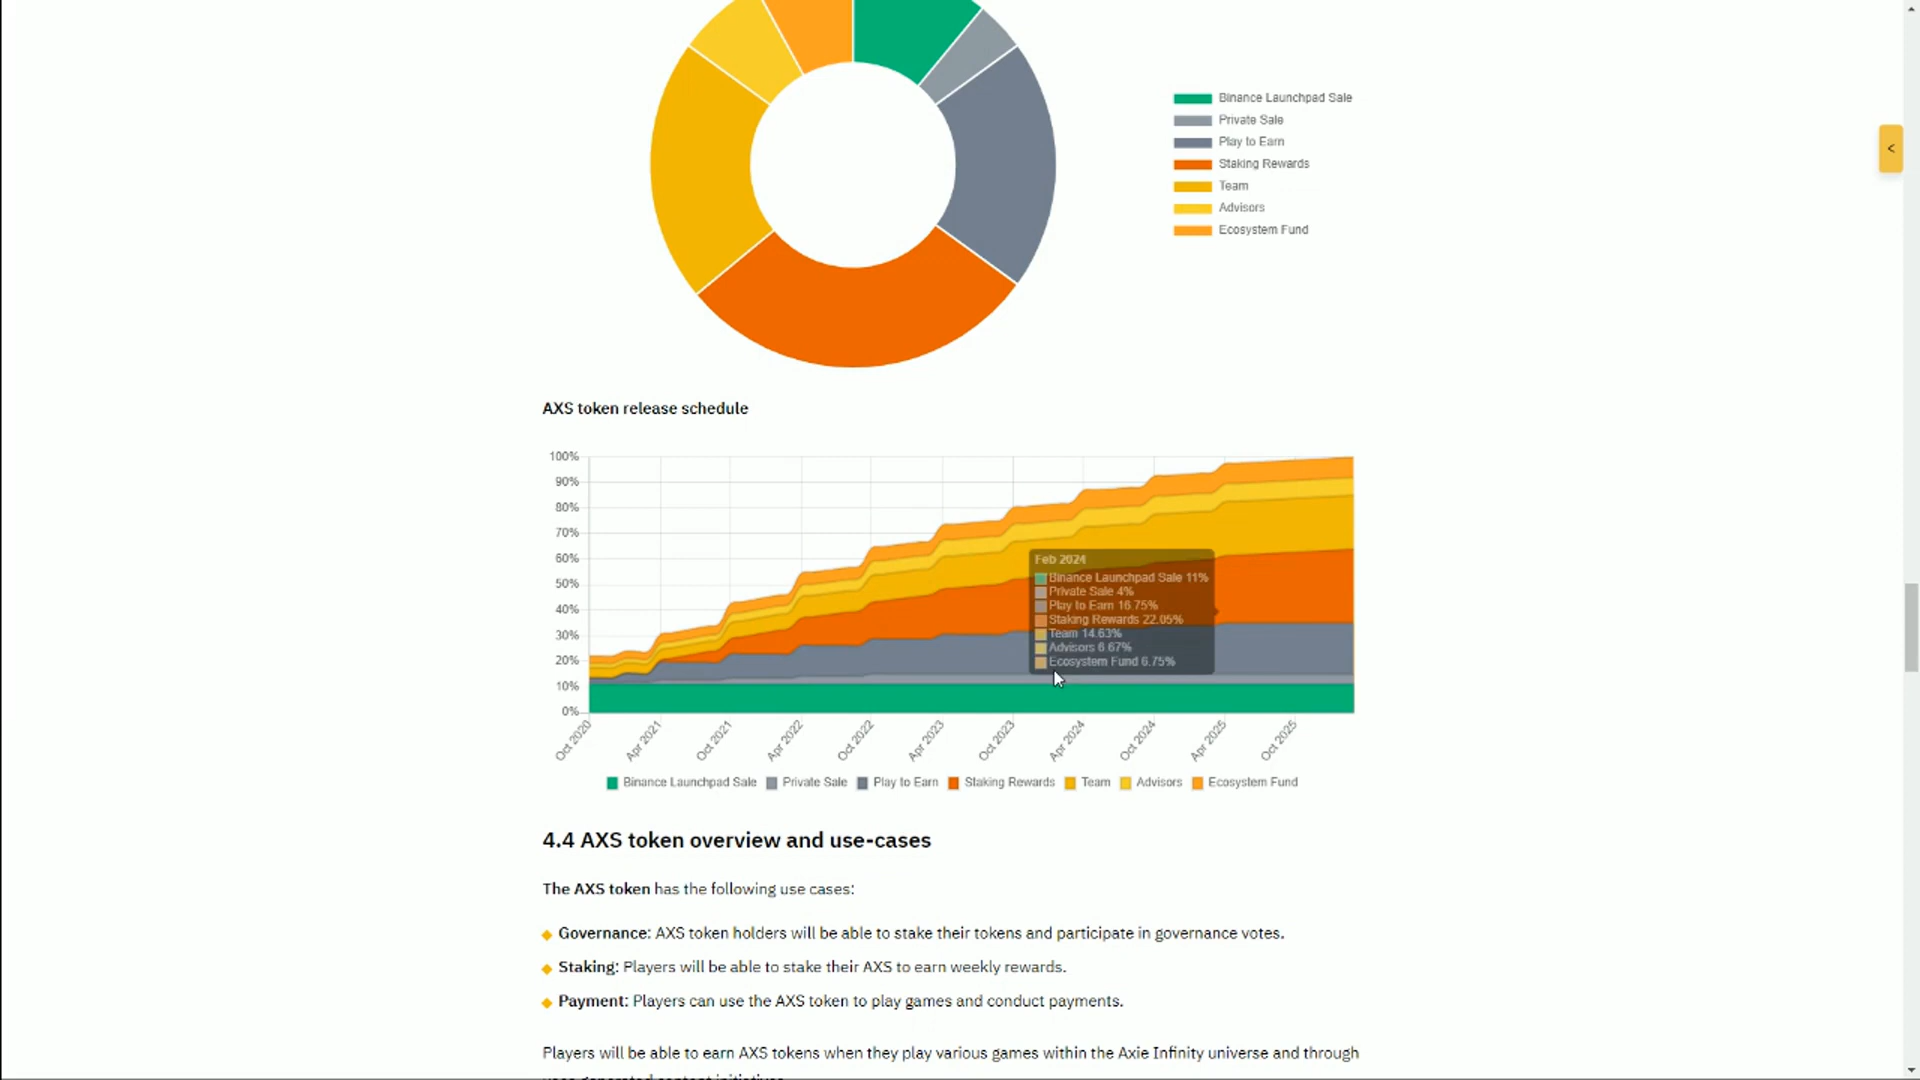 Binance Launchpad Sale
Private Sale
Play to Earn
Staking Rewards
Team
Advisors
Ecosystem Fund
<
AXS token release schedule
100%
90%
80%
70%
60%
50%
40%
30%
20%
10%
0%
Feb 2024
Binance Launchpad Sale 11%
Private Sale 4%
Play to Earn 16.75%
Staking Rewards 22.05%
Team 14.63%
Advisors 6.67%
Ecosystem Fund 6.75%
Oct 2020 Apr 2021 Oct 2021 Apr 2022 Oct 2022 Apr 2023 Oct 2023 Apr 2024 Oct 2024 Apr 2025 Oct 2025
Binance Launchpad Sale Private Sale Play to Earn Staking Rewards Team Advisors Ecosystem Fund
4.4 AXS token overview and use-cases
The AXS token has the following use cases:
Governance: AXS token holders will be able to stake their tokens and participate in governance votes.
Staking: Players will be able to stake their AXS to earn weekly rewards.
Payment: Players can use the AXS token to play games and conduct payments.
Players will be able to earn AXS tokens when they play various games within the Axie Infinity universe and through